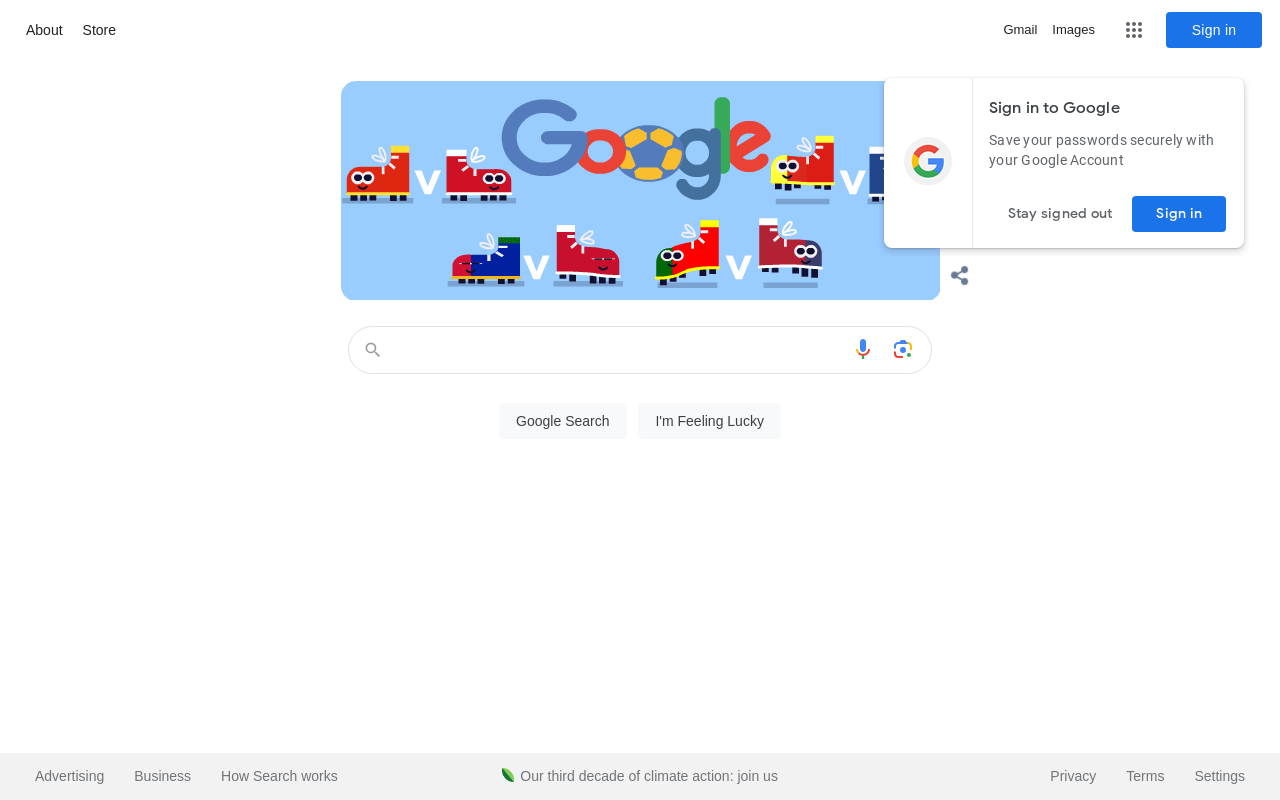 About
Store
Gmail
Images
Sign in
Google
v
v
v
v
Sign in to Google
Save your passwords securely with
your Google Account
Stay signed out
Sign in
Google Search
I'm Feeling Lucky
Advertising
Business
How Search works
Our third decade of climate action: join us
Privacy
Terms
Settings